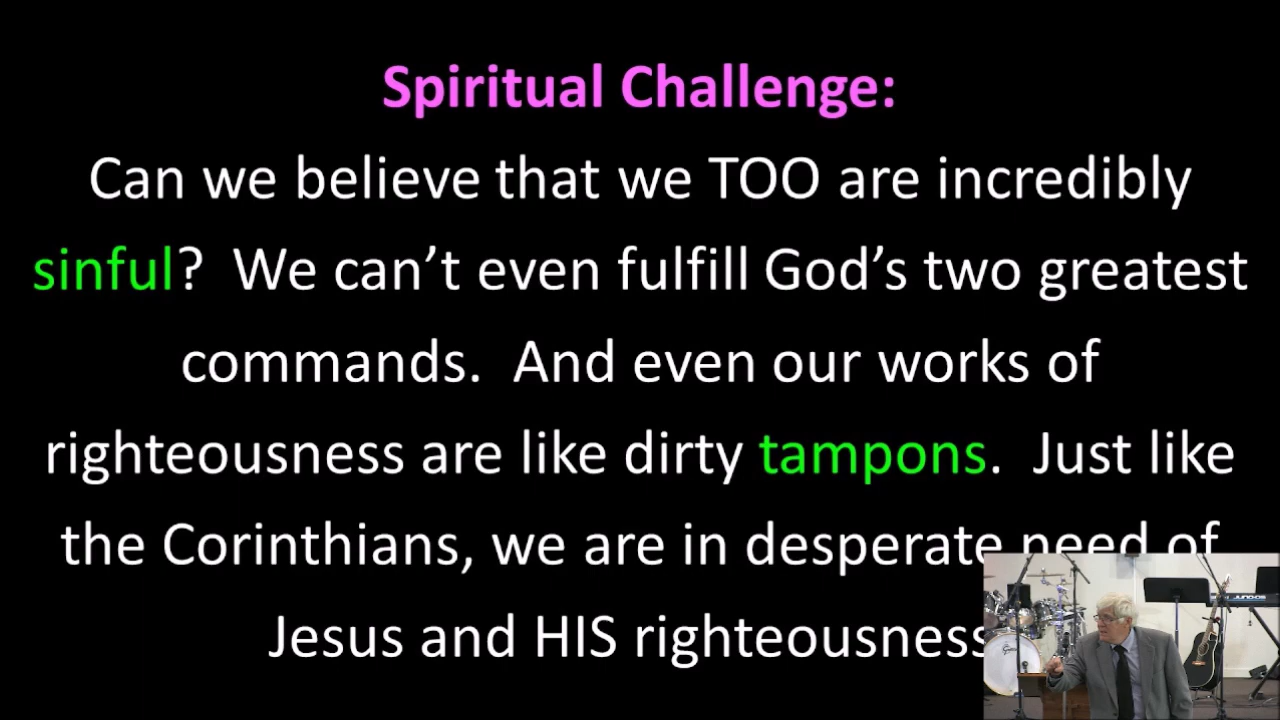 Spiritual Challenge:
Can we believe that we TOO are incredibly
sinful?  We can’t even fulfill God’s two greatest
commands.  And even our works of
righteousness are like dirty tampons.  Just like
the Corinthians, we are in desperate need of
Jesus and HIS righteousness